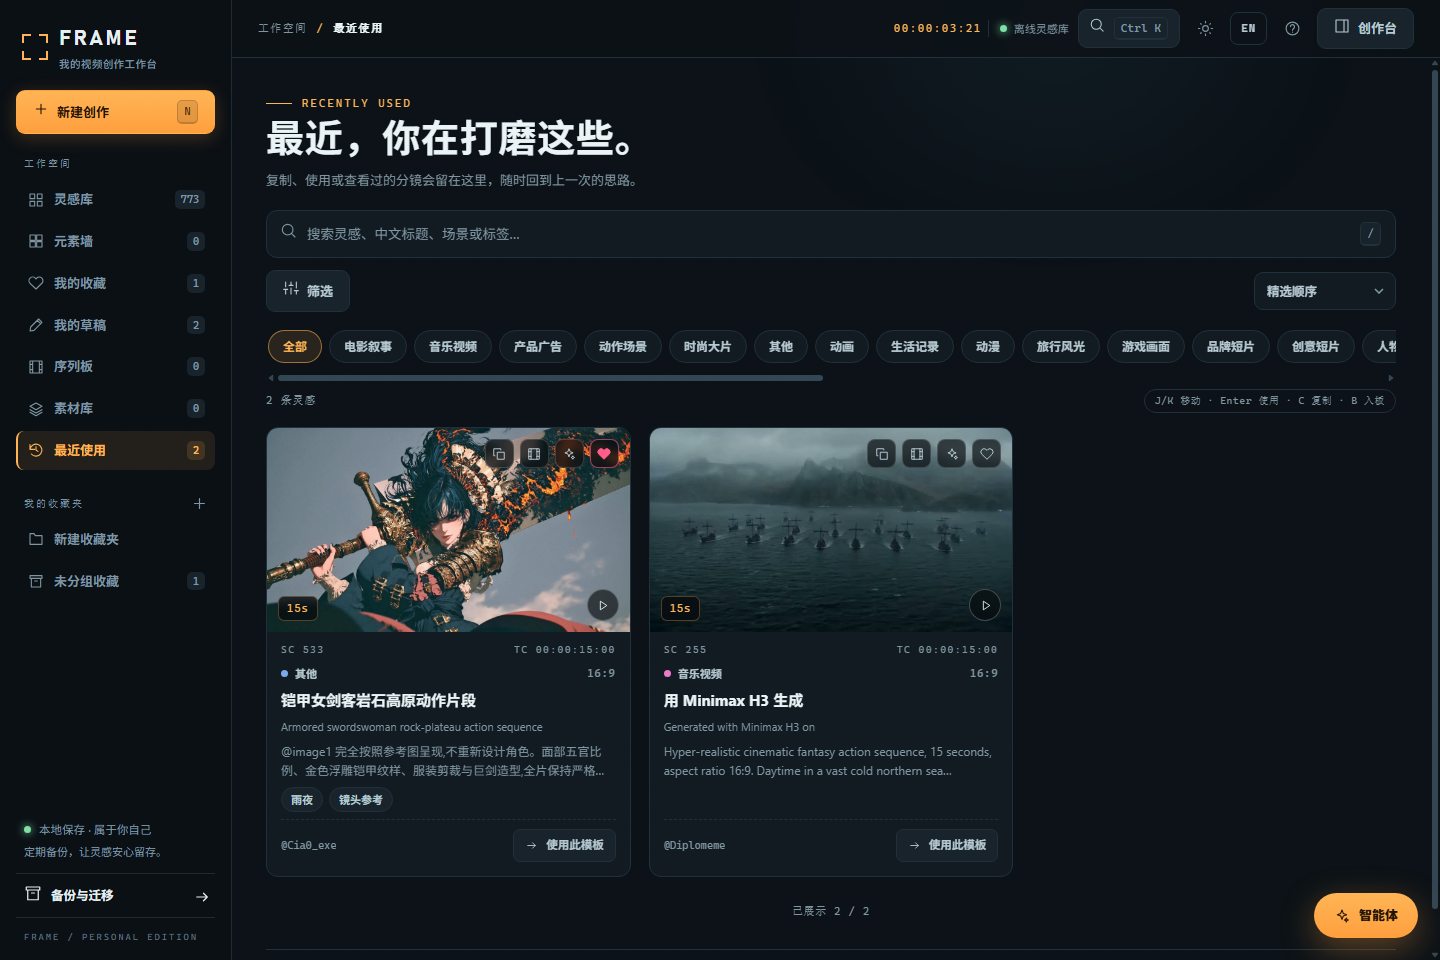 FRAME
我的视频创作工作台
新建创作 N
工作空间
灵感库 773
元素墙 0
我的收藏 1
我的草稿 2
序列板 0
素材库 0
最近使用 2
我的收藏夹
新建收藏夹
未分组收藏 1
本地保存 · 属于你自己
定期备份，让灵感安心留存。
备份与迁移
FRAME / PERSONAL EDITION
工作空间 / 最近使用
00:00:03:21
离线灵感库
Ctrl K
EN
创作台
RECENTLY USED
最近，你在打磨这些。
复制、使用或查看过的分镜会留在这里，随时回到上一次的思路。
搜索灵感、中文标题、场景或标签... /
筛选
精选顺序
全部 电影叙事 音乐视频 产品广告 动作场景 时尚大片 其他 动画 生活记录 动漫 旅行风光 游戏画面 品牌短片 创意短片
2 条灵感
J/K 移动 · Enter 使用 · C 复制 · B 入板
15s
SC 533 TC 00:00:15:00
其他 16:9
铠甲女剑客岩石高原动作片段
Armored swordswoman rock-plateau action sequence
@image1 完全按照参考图呈现,不重新设计角色。面部五官比
例、金色浮雕铠甲纹样、服装剪裁与巨剑造型,全片保持严格...
雨夜 镜头参考
@Cia0_exe
使用此模板
15s
SC 255 TC 00:00:15:00
音乐视频 16:9
用 Minimax H3 生成
Generated with Minimax H3 on
Hyper-realistic cinematic fantasy action sequence, 15 seconds,
aspect ratio 16:9. Daytime in a vast cold northern sea...
@Diplomeme
使用此模板
已展示 2 / 2
智能体